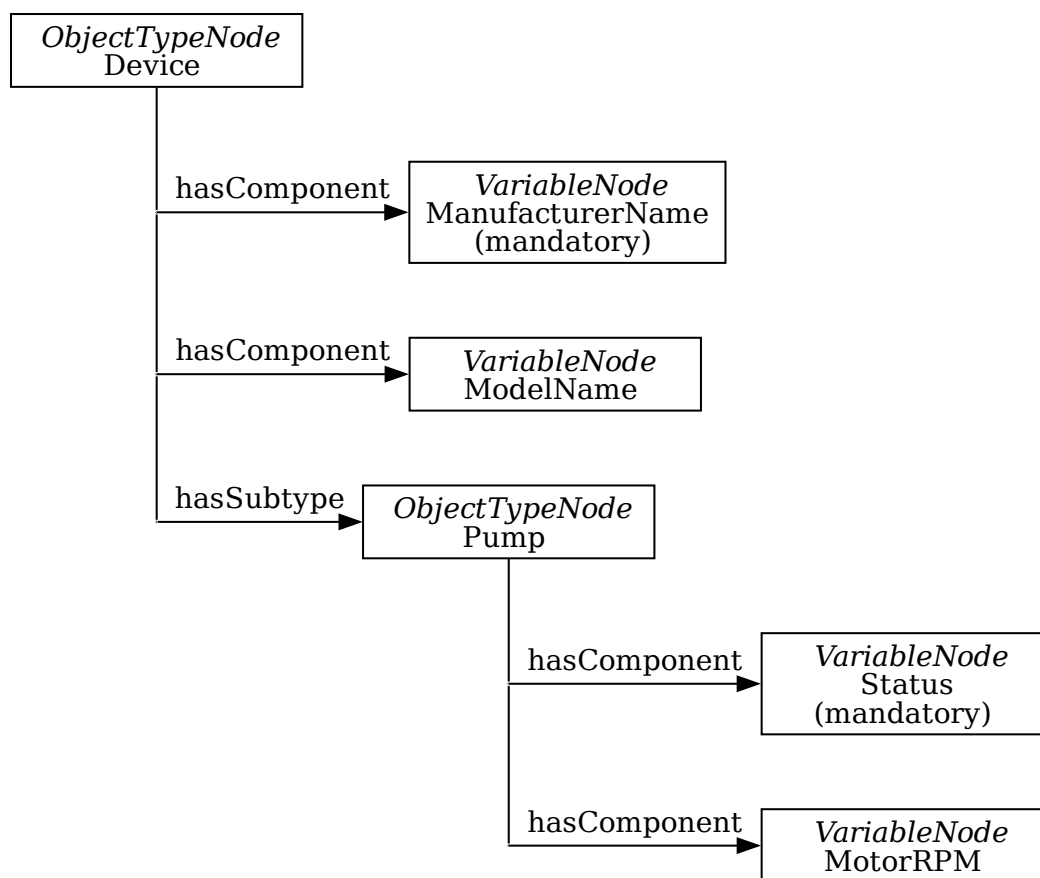 ObjectTypeNode
Device
hasComponent
VariableNode
ManufacturerName
(mandatory)
hasComponent
VariableNode
ModelName
hasSubtype
ObjectTypeNode
Pump
hasComponent
VariableNode
Status
(mandatory)
hasComponent
VariableNode
MotorRPM